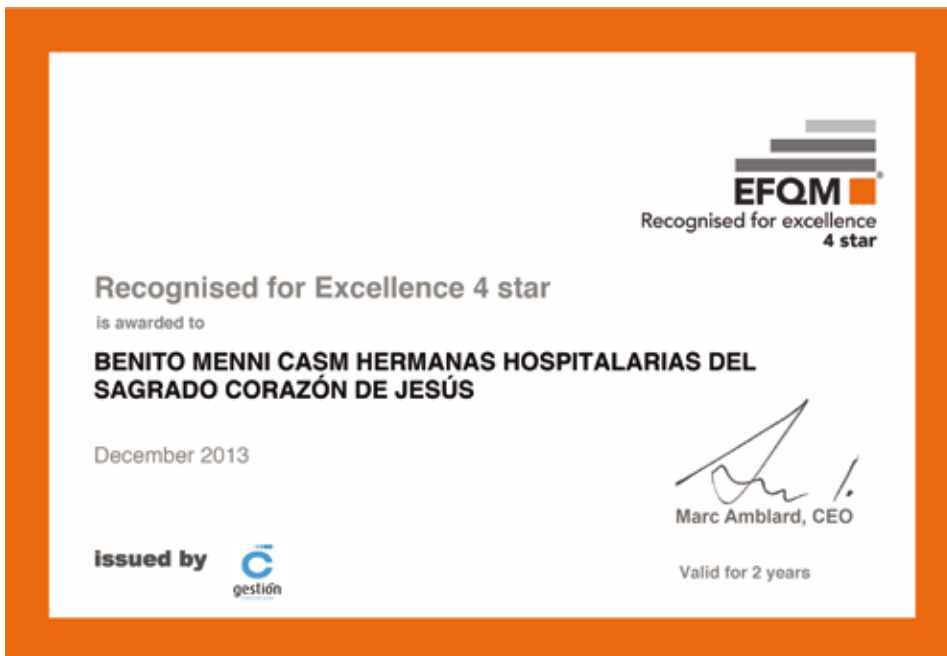 EFQM
Recognised for excellence
4 star
Recognised for Excellence 4 star
is awarded to
BENITO MENNI CASM HERMANAS HOSPITALARIAS DEL
SAGRADO CORAZÓN DE JESÚS
December 2013
Marc Amblard, CEO
issued by
gestión
Valid for 2 years